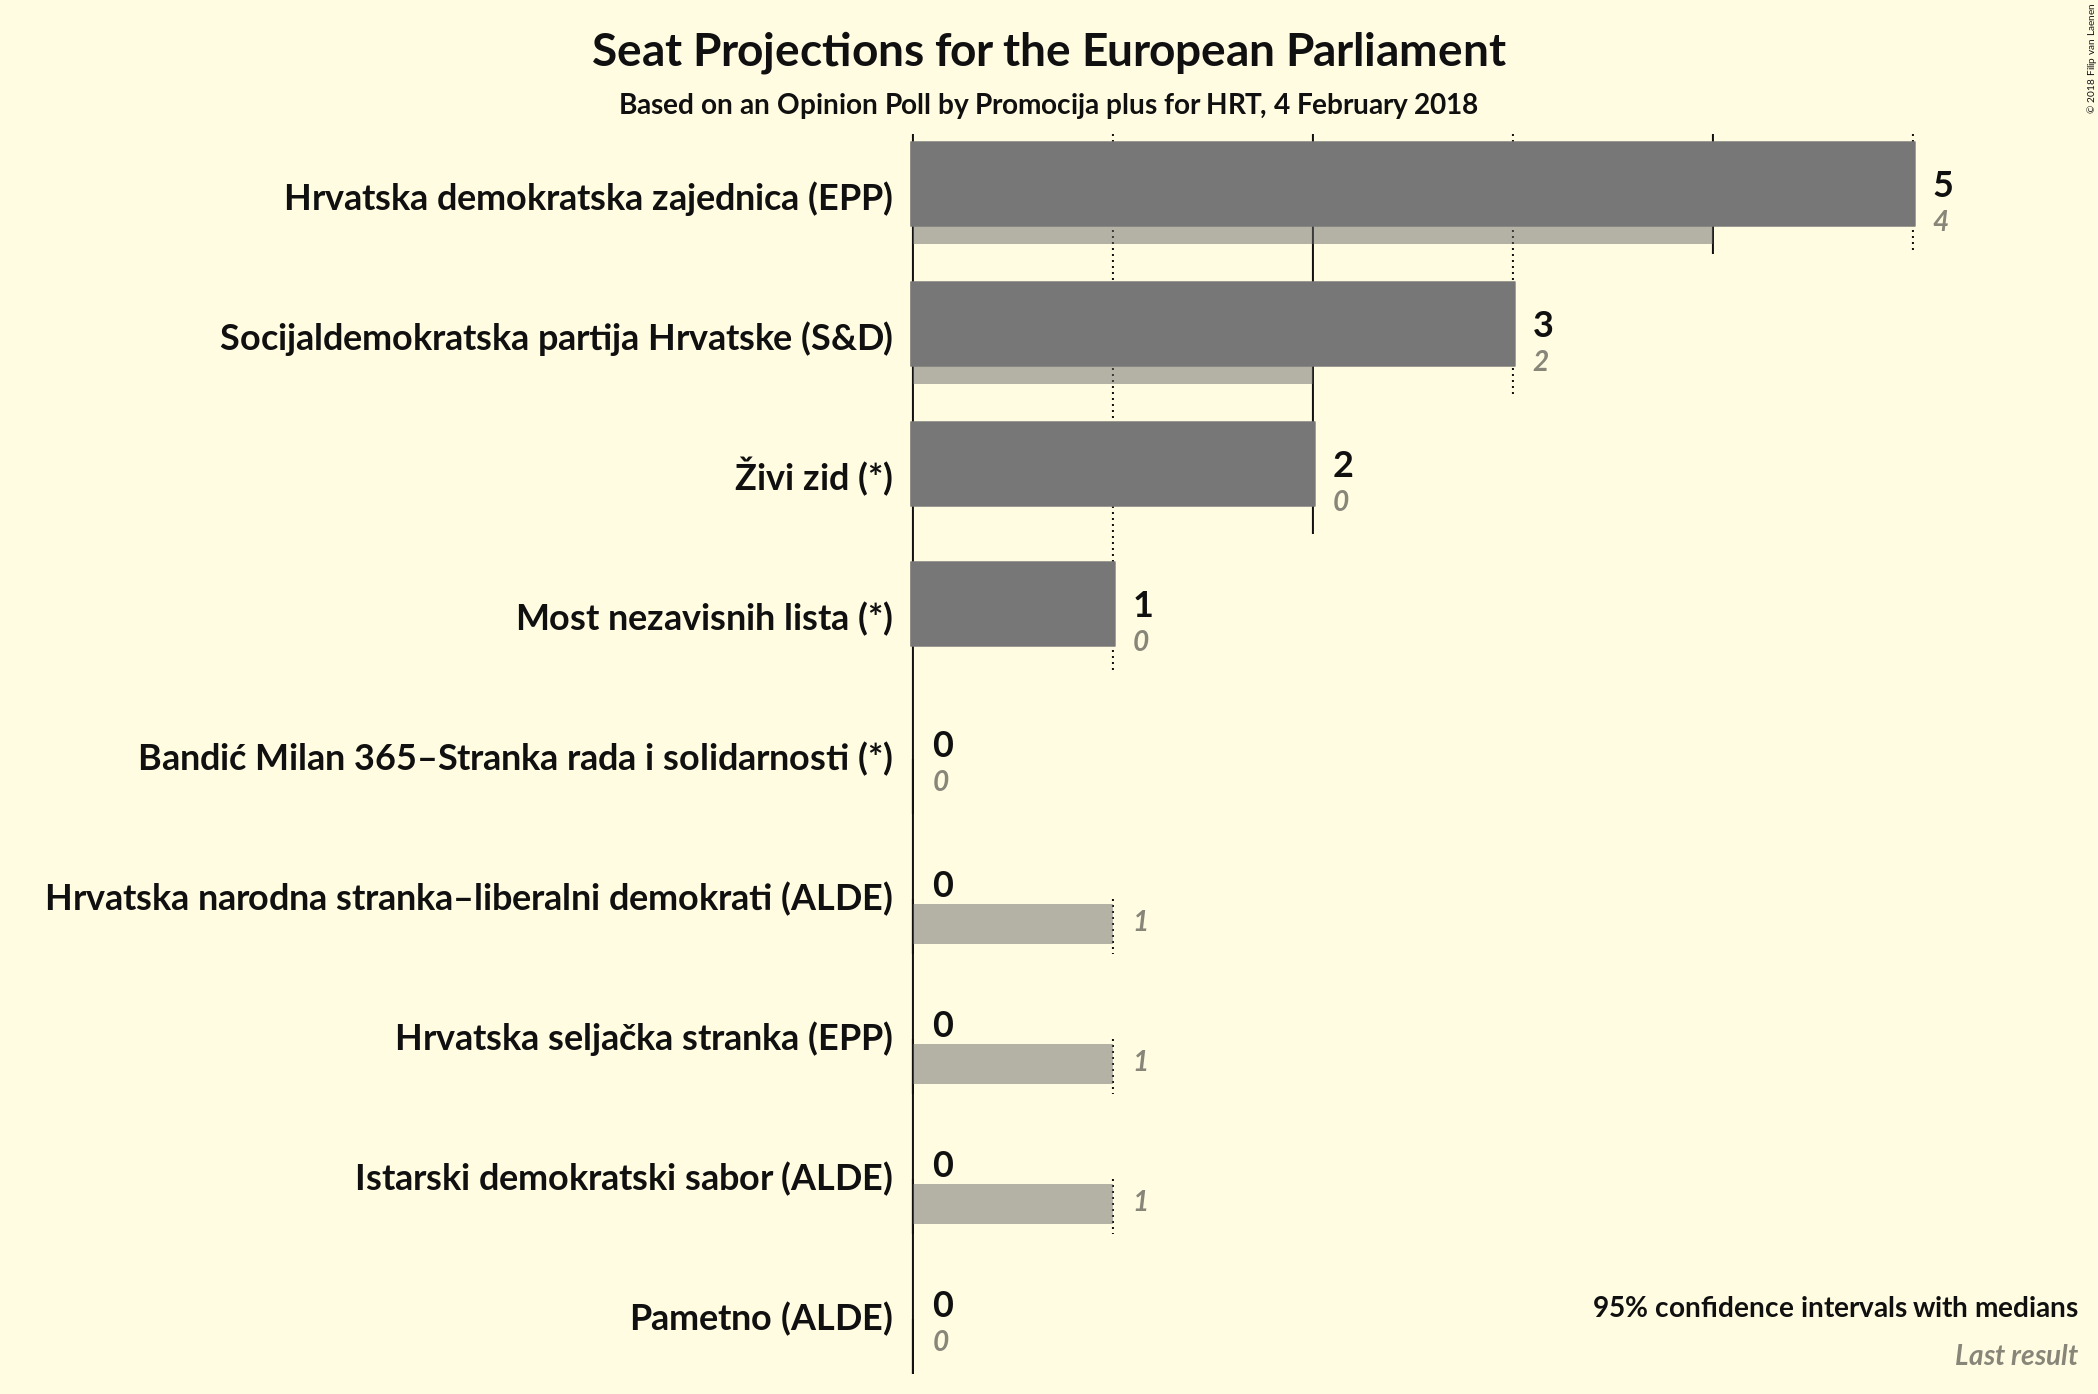 Seat Projections for the European Parliament
Based on an Opinion Poll by Promocija plus for HRT, 4 February 2018
© 2018 Filip van Laenen
Hrvatska demokratska zajednica (EPP)
5
4
Socijaldemokratska partija Hrvatske (S&D)
3
2
Živi zid (*)
2
0
Most nezavisnih lista (*)
1
0
Bandić Milan 365–Stranka rada i solidarnosti (*)
0
0
Hrvatska narodna stranka–liberalni demokrati (ALDE)
0
1
Hrvatska seljačka stranka (EPP)
0
1
Istarski demokratski sabor (ALDE)
0
1
Pametno (ALDE)
0
0
95% confidence intervals with medians
Last result